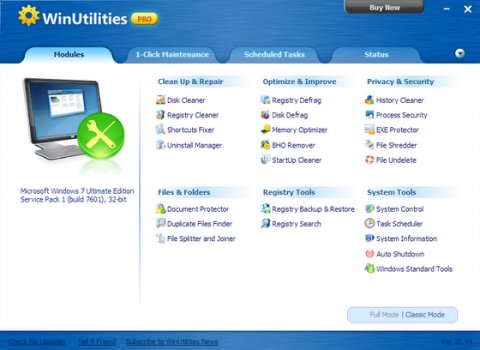 WinUtilities PRO
Buy Now
Modules
1-Click Maintenance
Scheduled Tasks
Status
Microsoft Windows 7 Ultimate Edition
Service Pack 1 (build 7601), 32-bit
Clean Up & Repair
Disk Cleaner
Registry Cleaner
Shortcuts Fixer
Uninstall Manager
Optimize & Improve
Registry Defrag
Disk Defrag
Memory Optimizer
BHO Remover
StartUp Cleaner
Privacy & Security
History Cleaner
Process Security
EXE Protector
File Shredder
File Undelete
Files & Folders
Document Protector
Duplicate Files Finder
File Splitter and Joiner
Registry Tools
Registry Backup & Restore
Registry Search
System Tools
System Control
Task Scheduler
System Information
Auto Shutdown
Windows Standard Tools
Full Mode | Classic Mode
Check for Updates
Tell A Friend
Subscribe to WinUtilities News
Ver 10.44